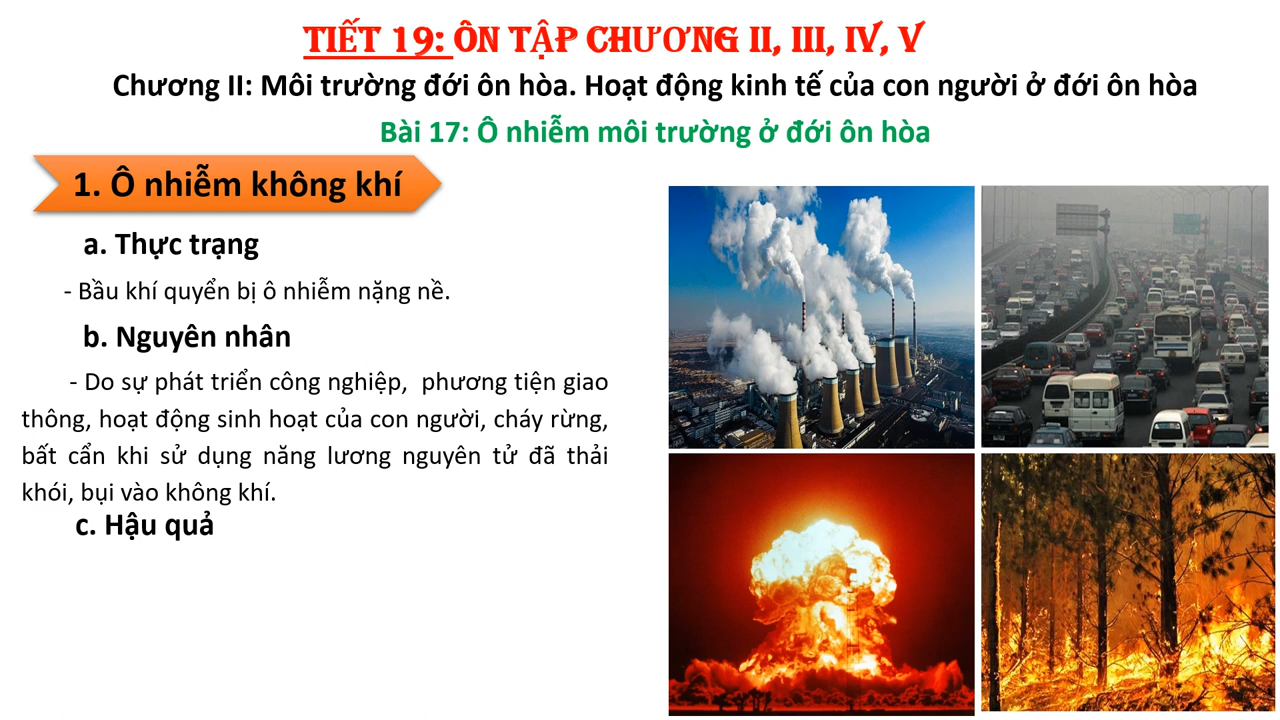 TIẾT 19: ÔN TẬP CHƯƠNG II, III, IV, V
Chương II: Môi trường đới ôn hòa. Hoạt động kinh tế của con người ở đới ôn hòa
Bài 17: Ô nhiễm môi trường ở đới ôn hòa
1. Ô nhiễm không khí
a. Thực trạng
- Bầu khí quyển bị ô nhiễm nặng nề.
b. Nguyên nhân
- Do sự phát triển công nghiệp, phương tiện giao
thông, hoạt động sinh hoạt của con người, cháy rừng,
bất cẩn khi sử dụng năng lương nguyên tử đã thải
khói, bụi vào không khí.
c. Hậu quả